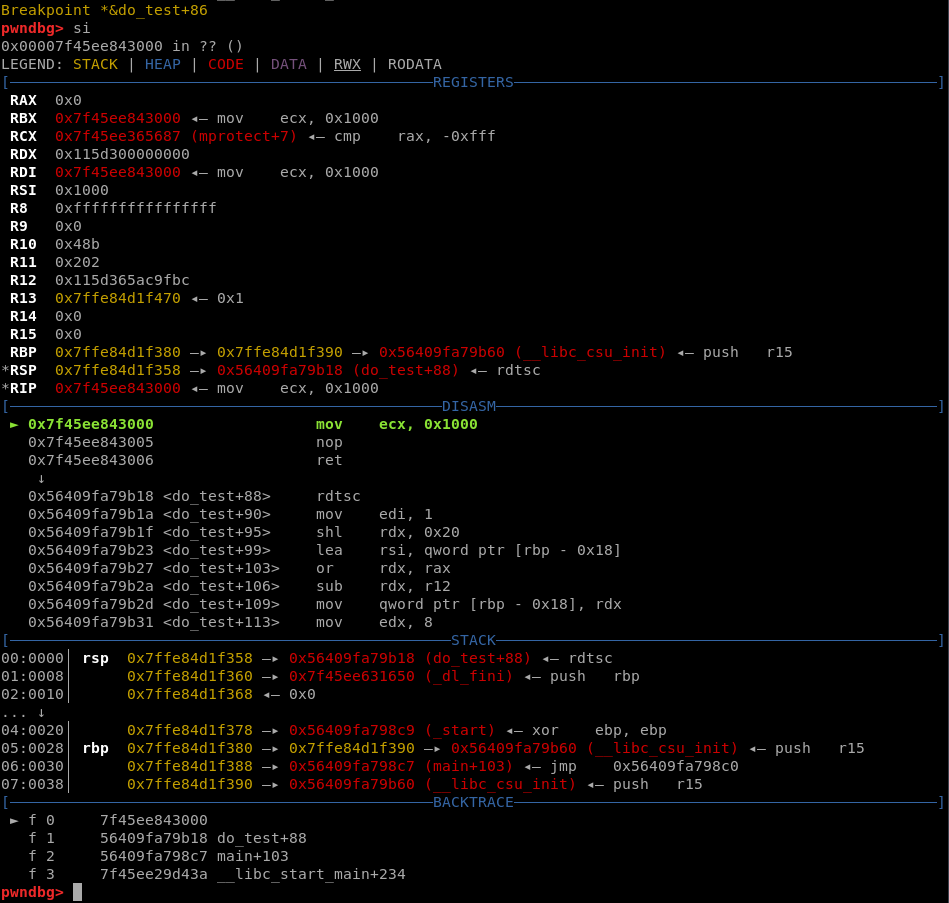 Breakpoint *&do_test+86
pwndbg> si
0x00007f45ee843000 in ?? ()
LEGEND: STACK | HEAP | CODE | DATA | RWX | RODATA
[────REGISTERS────]
 RAX  0x0
 RBX  0x7f45ee843000 ◂— mov    ecx, 0x1000
 RCX  0x7f45ee365687 (mprotect+7) ◂— cmp    rax, -0xfff
 RDX  0x115d300000000
 RDI  0x7f45ee843000 ◂— mov    ecx, 0x1000
 RSI  0x1000
 R8   0xffffffffffffffff
 R9   0x0
 R10  0x48b
 R11  0x202
 R12  0x115d365ac9fbc
 R13  0x7ffe84d1f470 ◂— 0x1
 R14  0x0
 R15  0x0
 RBP  0x7ffe84d1f380 —▸ 0x7ffe84d1f390 —▸ 0x56409fa79b60 (__libc_csu_init) ◂— push   r15
*RSP  0x7ffe84d1f358 —▸ 0x56409fa79b18 (do_test+88) ◂— rdtsc
*RIP  0x7f45ee843000 ◂— mov    ecx, 0x1000
[────DISASM────]
 ► 0x7f45ee843000                  mov    ecx, 0x1000
   0x7f45ee843005                  nop
   0x7f45ee843006                  ret
    ↓
   0x56409fa79b18 <do_test+88>     rdtsc
   0x56409fa79b1a <do_test+90>     mov    edi, 1
   0x56409fa79b1f <do_test+95>     shl    rdx, 0x20
   0x56409fa79b23 <do_test+99>     lea    rsi, qword ptr [rbp - 0x18]
   0x56409fa79b27 <do_test+103>    or     rdx, rax
   0x56409fa79b2a <do_test+106>    sub    rdx, r12
   0x56409fa79b2d <do_test+109>    mov    qword ptr [rbp - 0x18], rdx
   0x56409fa79b31 <do_test+113>    mov    edx, 8
[────STACK────]
00:0000│ rsp  0x7ffe84d1f358 —▸ 0x56409fa79b18 (do_test+88) ◂— rdtsc
01:0008│      0x7ffe84d1f360 —▸ 0x7f45ee631650 (_dl_fini) ◂— push   rbp
02:0010│      0x7ffe84d1f368 ◂— 0x0
... ↓
04:0020│      0x7ffe84d1f378 —▸ 0x56409fa798c9 (_start) ◂— xor    ebp, ebp
05:0028│ rbp  0x7ffe84d1f380 —▸ 0x7ffe84d1f390 —▸ 0x56409fa79b60 (__libc_csu_init) ◂— push   r15
06:0030│      0x7ffe84d1f388 —▸ 0x56409fa798c7 (main+103) ◂— jmp    0x56409fa798c0
07:0038│      0x7ffe84d1f390 —▸ 0x56409fa79b60 (__libc_csu_init) ◂— push   r15
[────BACKTRACE────]
 ► f 0     7f45ee843000
   f 1     56409fa79b18 do_test+88
   f 2     56409fa798c7 main+103
   f 3     7f45ee29d43a __libc_start_main+234
pwndbg>